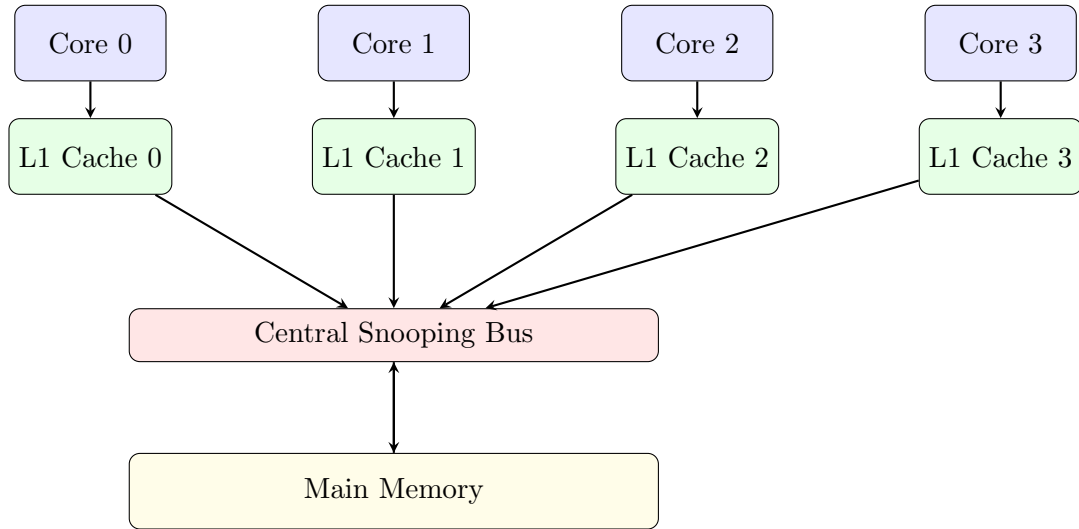 Core 0
Core 1
Core 2
Core 3
L1 Cache 0
L1 Cache 1
L1 Cache 2
L1 Cache 3
Central Snooping Bus
Main Memory